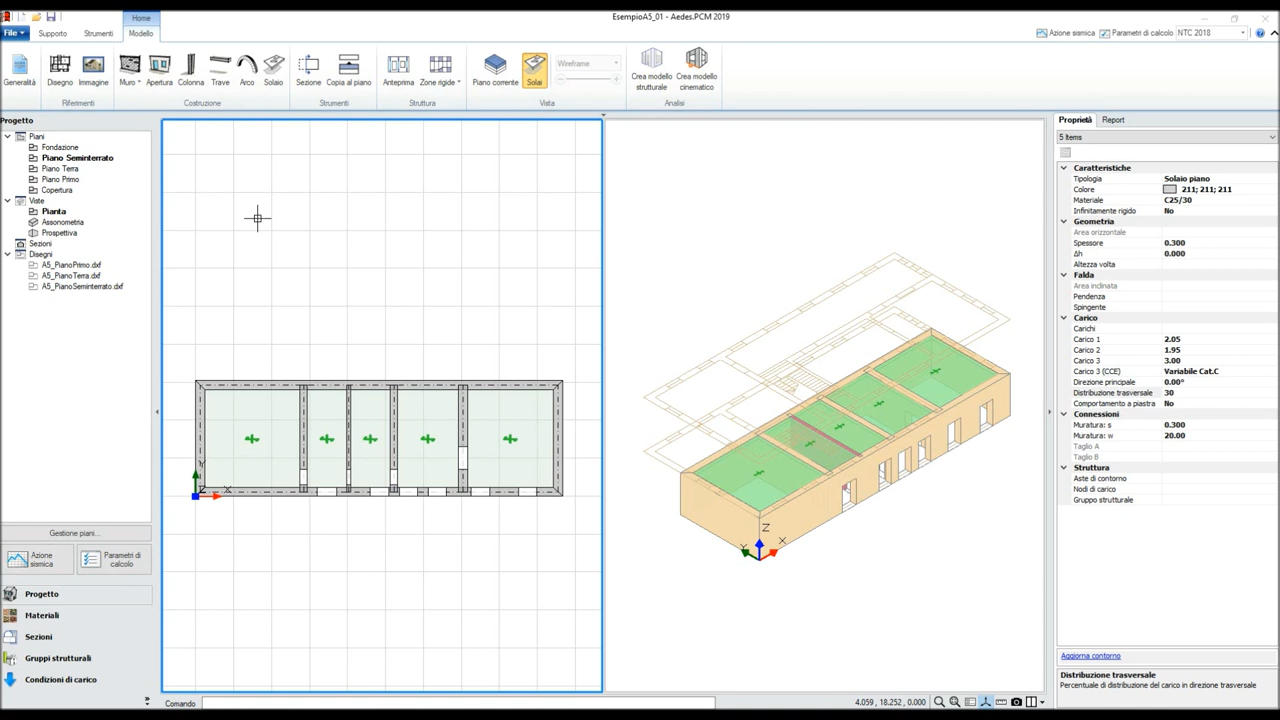 EsempioA5_01 - Aedes.PCM 2019
Home
File
Supporto
Strumenti
Modello
Azione sismica
Parametri di calcolo
NTC 2018
Generalità
Disegno
Immagine
Muro
Apertura
Colonna
Trave
Arco
Solaio
Sezione
Copia al piano
Anteprima
Zone rigide
Piano corrente
Solai
Wireframe
Crea modello strutturale
Crea modello cinematico
Riferimenti
Costruzione
Strumenti
Struttura
Vista
Analisi
Progetto
Piani
Fondazione
Piano Seminterrato
Piano Terra
Piano Primo
Copertura
Viste
Pianta
Assonometria
Prospettiva
Sezioni
Disegni
A5_PianoPrimo.dxf
A5_PianoTerra.dxf
A5_PianoSeminterrato.dxf
Gestione piani...
Azione sismica
Parametri di calcolo
Progetto
Materiali
Sezioni
Gruppi strutturali
Condizioni di carico
Y
Z
X
Z
Y
X
Comando
4.059 , 18.252 , 0.000
Proprietà
Report
5 Items
Caratteristiche
Tipologia Solaio piano
Colore 211; 211; 211
Materiale C25/30
Infinitamente rigido No
Geometria
Area orizzontale
Spessore 0.300
Δh 0.000
Altezza volta
Falda
Area inclinata
Pendenza
Spingente
Carico
Carichi
Carico 1 2.05
Carico 2 1.95
Carico 3 3.00
Carico 3 (CCE) Variabile Cat.C
Direzione principale 0.00°
Distribuzione trasversale 30
Comportamento a piastra No
Connessioni
Muratura: s 0.300
Muratura: w 20.00
Taglio A
Taglio B
Struttura
Aste di contorno
Nodi di carico
Gruppo strutturale
Aggiorna contorno
Distribuzione trasversale
Percentuale di distribuzione del carico in direzione trasversale